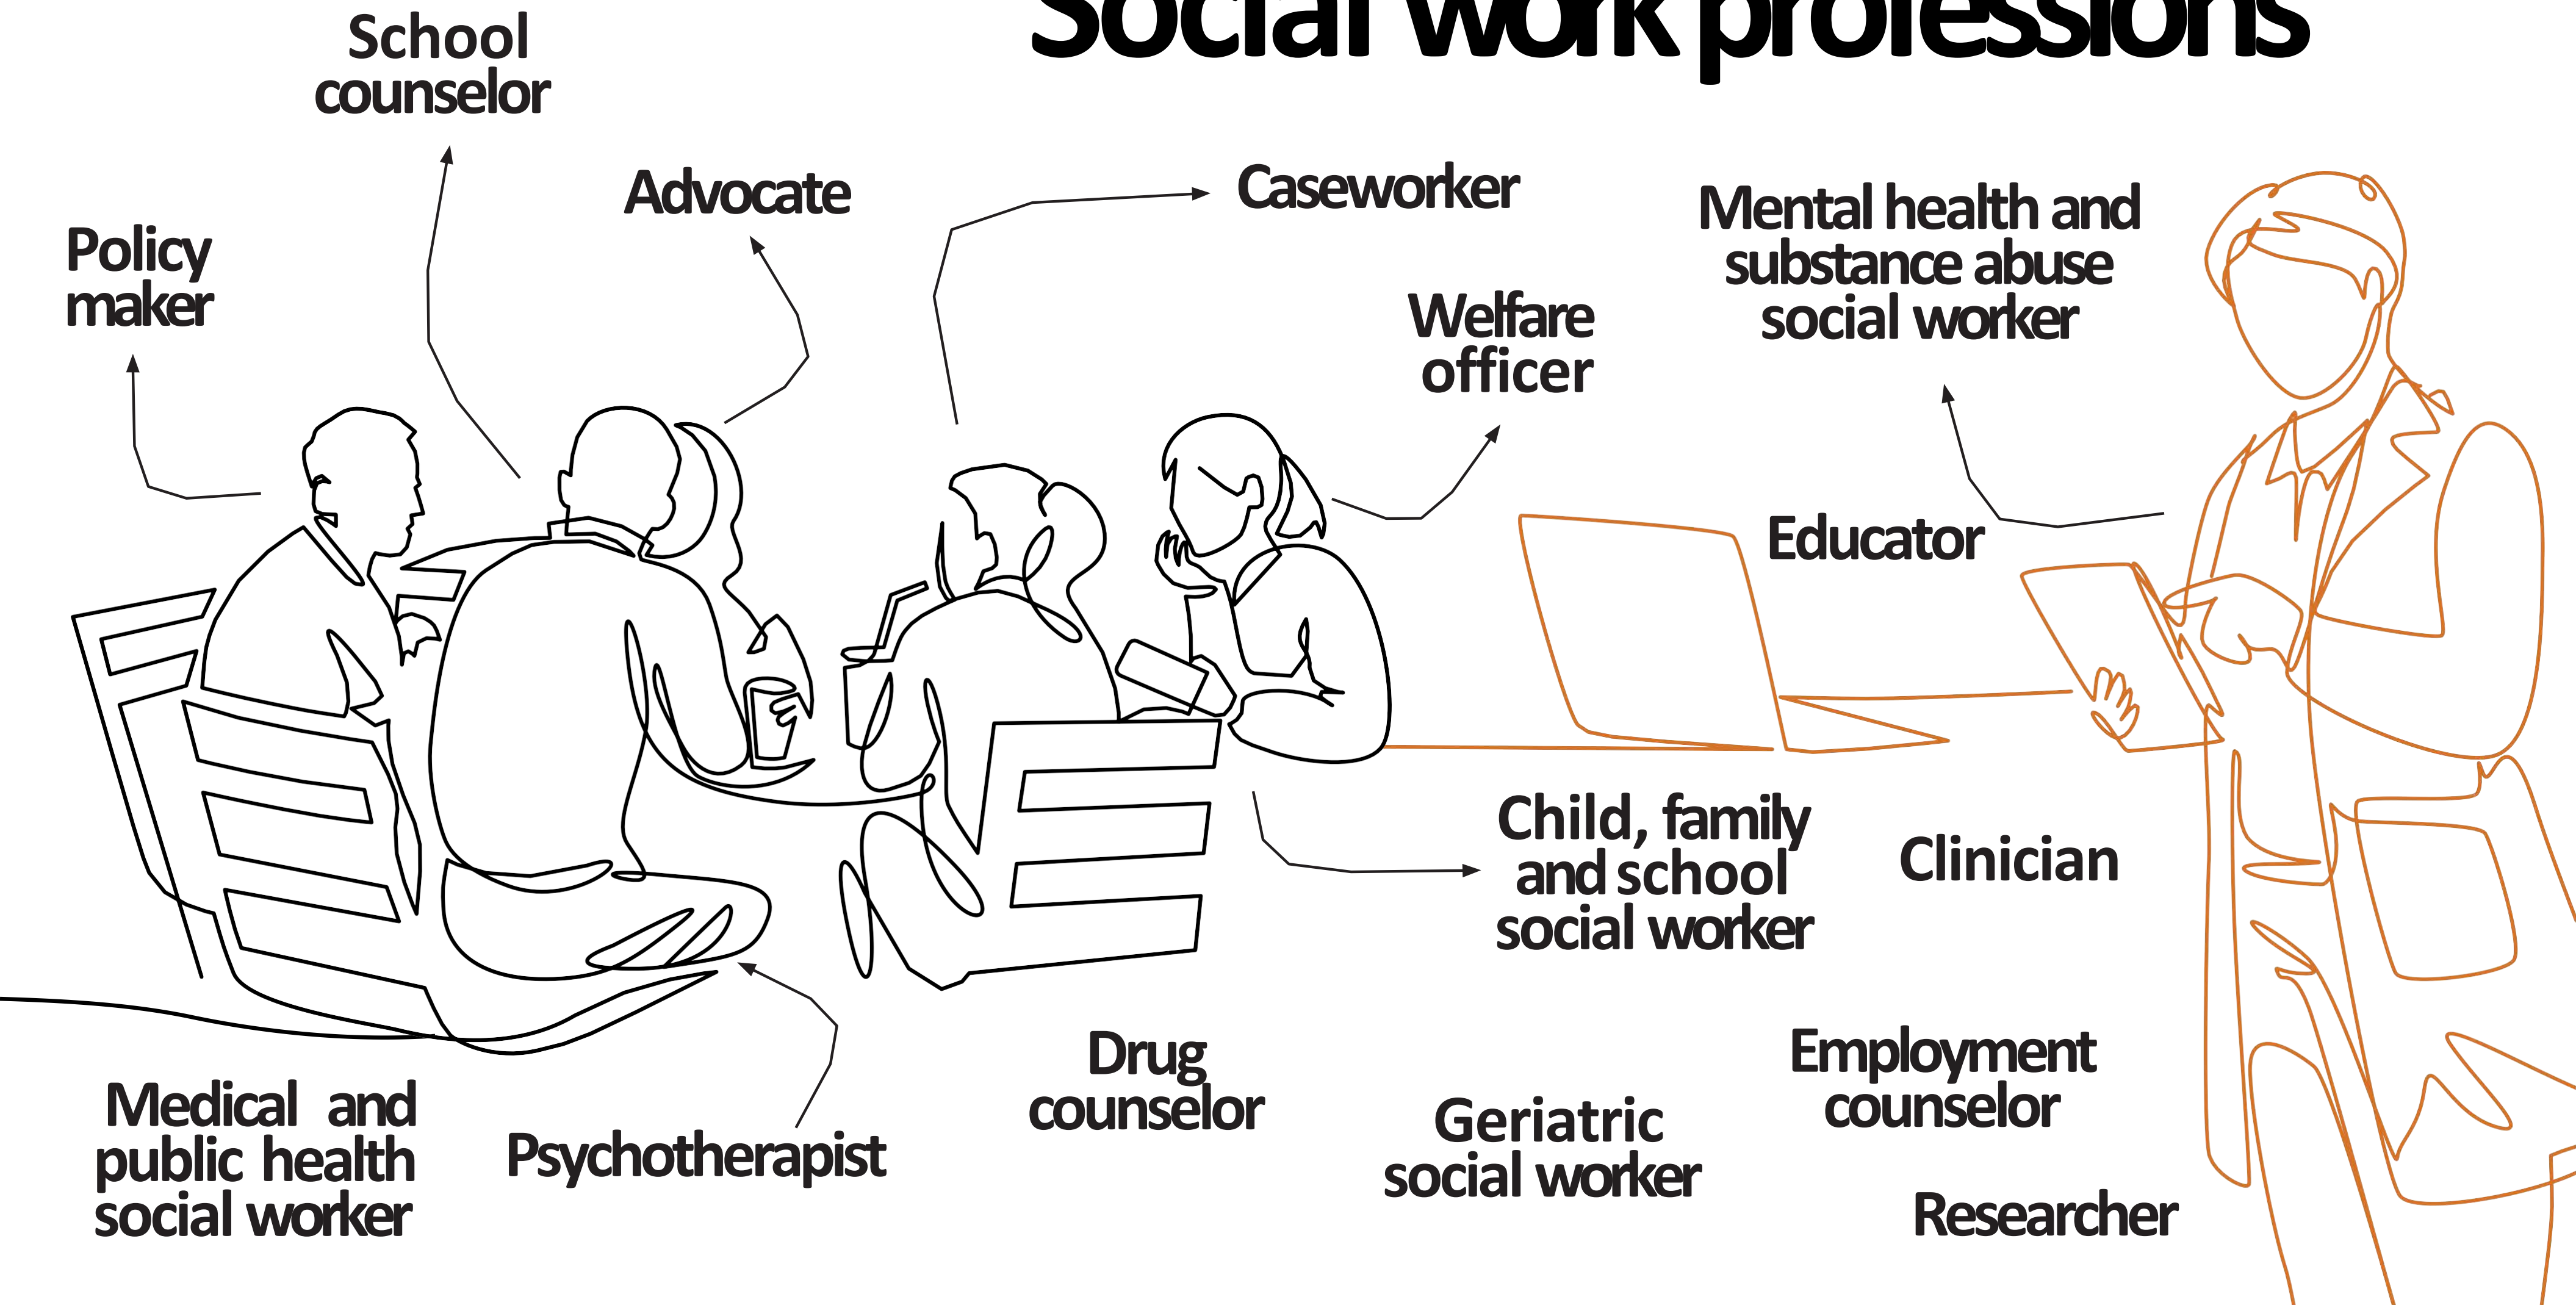 Social work professions
School
counselor
Advocate
Caseworker
Mental health and
substance abuse
social worker
Policy
maker
Welfare
officer
Educator
Child, family
and school
social worker
Clinician
Drug
counselor
Employment
counselor
Medical and
public health
social worker
Psychotherapist
Geriatric
social worker
Researcher